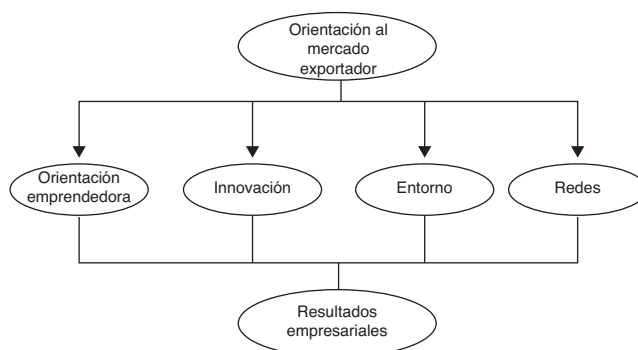 Orientación al
mercado
exportador
Orientación
emprendedora
Innovación
Entorno
Redes
Resultados
empresariales